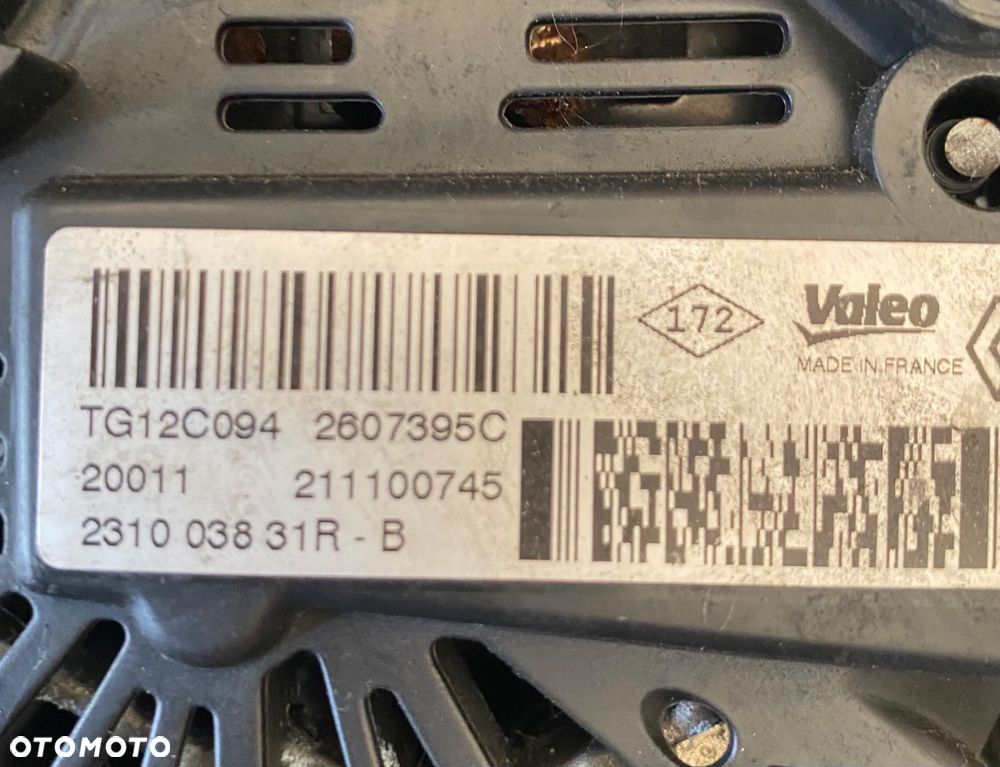 172
Valeo
MADE IN FRANCE
TG12C094 2607395C
20011 211100745
2310 038 31R - B
OTOMOTO